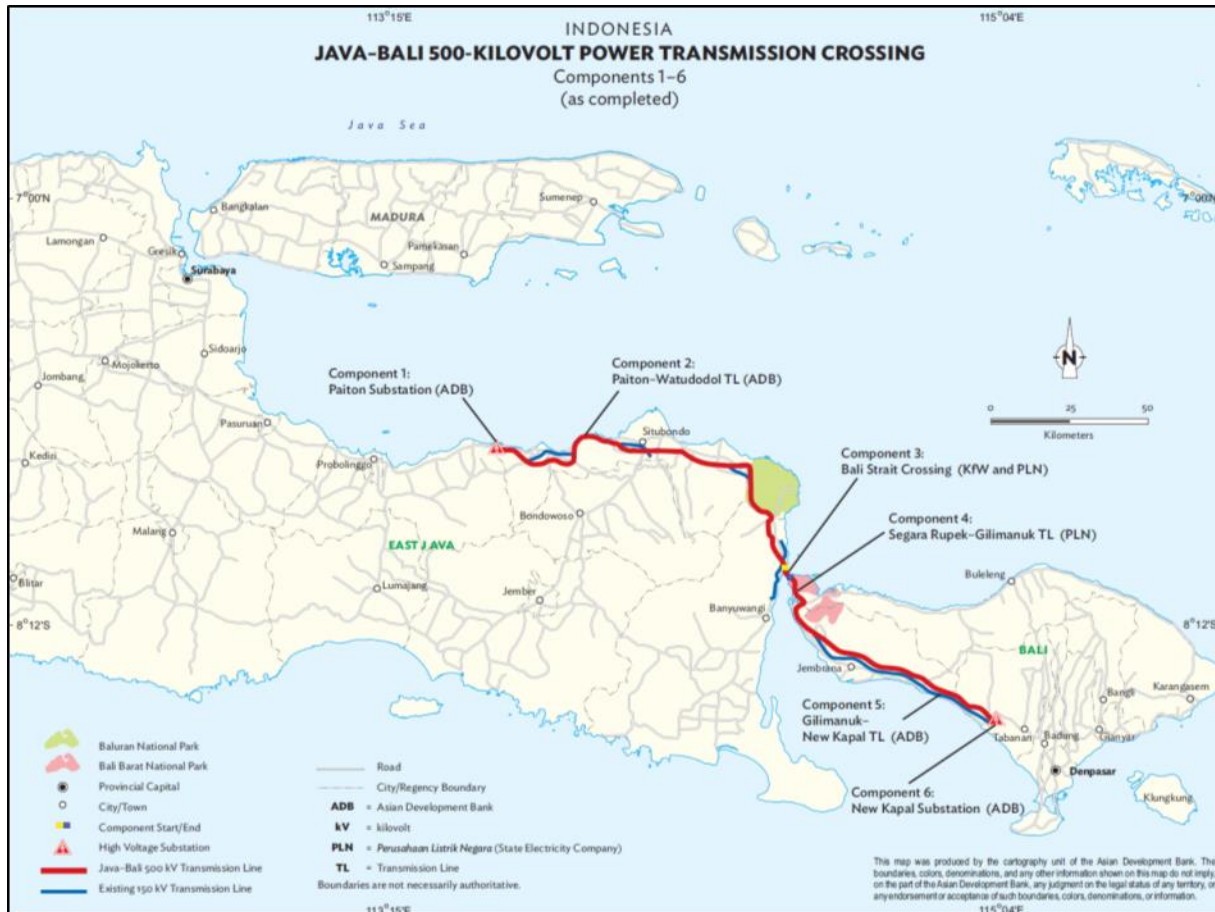 113°15'E
115°04'E
INDONESIA
JAVA–BALI 500-KILOVOLT POWER TRANSMISSION CROSSING
Components 1–6
(as completed)
Java Sea
7°00'N
7°00'N
Bangkalan
Sumenep
MADURA
Lamongan
Gresik
Pamekasan
Sampang
Surabaya
Sidoarjo
Mojokerto
Jombang
Component 1:
Paiton Substation (ADB)
Component 2:
Paiton–Watudodol TL (ADB)
N
0 25 50
Kilometers
Pasuruan
Situbondo
Kediri
Probolinggo
Component 3:
Bali Strait Crossing (KfW and PLN)
Bondowoso
Malang
EAST JAVA
Component 4:
Segara Rupek–Gilimanuk TL (PLN)
Blitar
Lumajang
Jember
Buleleng
Banyuwangi
8°12'S
8°12'S
BALI
Jembrana
Bangli
Karangasem
Component 5:
Gilimanuk–
New Kapal TL (ADB)
Tabanan
Badung
Gianyar
Denpasar
Component 6:
New Kapal Substation (ADB)
Klungkung
Baluran National Park
Bali Barat National Park
Provincial Capital
City/Town
Component Start/End
High Voltage Substation
Java–Bali 500 kV Transmission Line
Existing 150 kV Transmission Line
Road
City/Regency Boundary
ADB = Asian Development Bank
kV = kilovolt
PLN = Perusahaan Listrik Negara (State Electricity Company)
TL = Transmission Line
Boundaries are not necessarily authoritative.
This map was produced by the cartography unit of the Asian Development Bank. The
boundaries, colors, denominations, and any other information shown on this map do not imply,
on the part of the Asian Development Bank, any judgment on the legal status of any territory, or
any endorsement or acceptance of such boundaries, colors, denominations, or information.
113°15'E
115°04'E